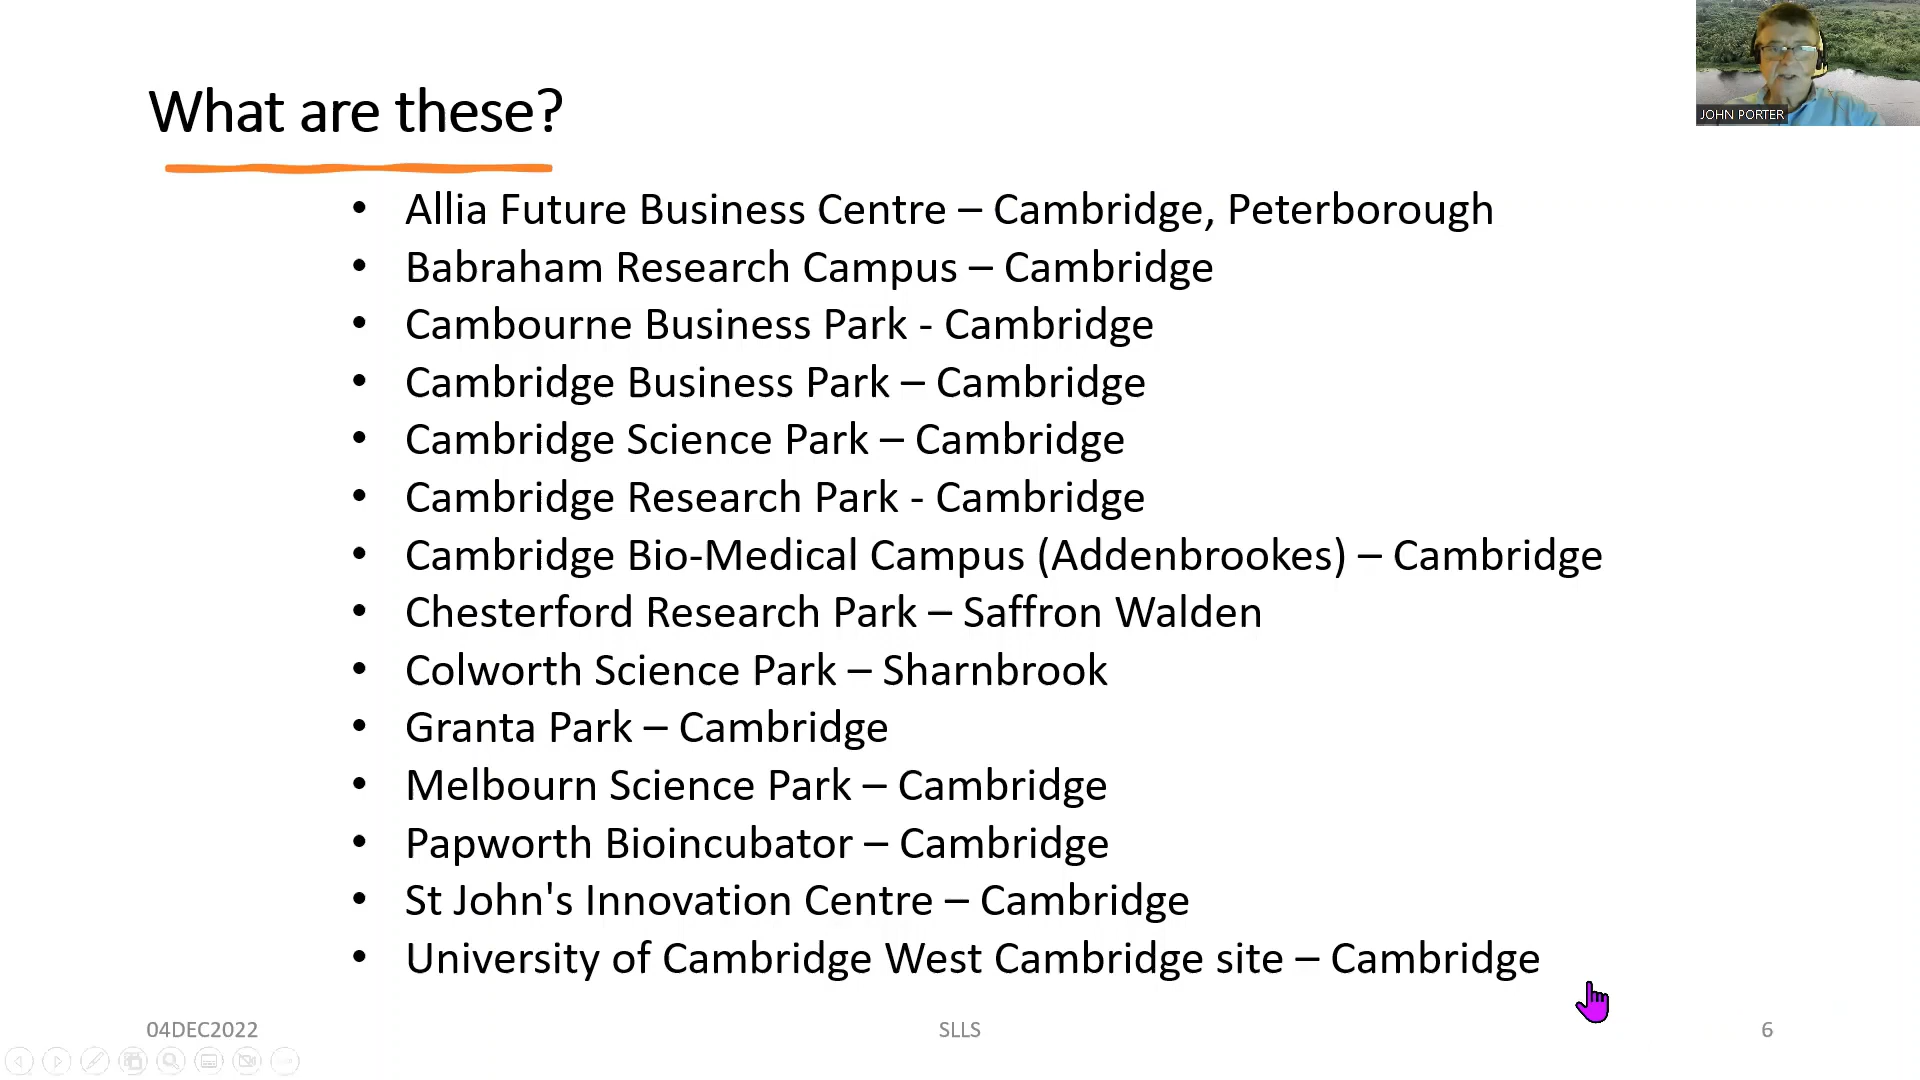 What are these?
JOHN PORTER
• Allia Future Business Centre – Cambridge, Peterborough
• Babraham Research Campus – Cambridge
• Cambourne Business Park - Cambridge
• Cambridge Business Park – Cambridge
• Cambridge Science Park – Cambridge
• Cambridge Research Park - Cambridge
• Cambridge Bio-Medical Campus (Addenbrookes) – Cambridge
• Chesterford Research Park – Saffron Walden
• Colworth Science Park – Sharnbrook
• Granta Park – Cambridge
• Melbourn Science Park – Cambridge
• Papworth Bioincubator – Cambridge
• St John's Innovation Centre – Cambridge
• University of Cambridge West Cambridge site – Cambridge
04DEC2022
SLLS
6